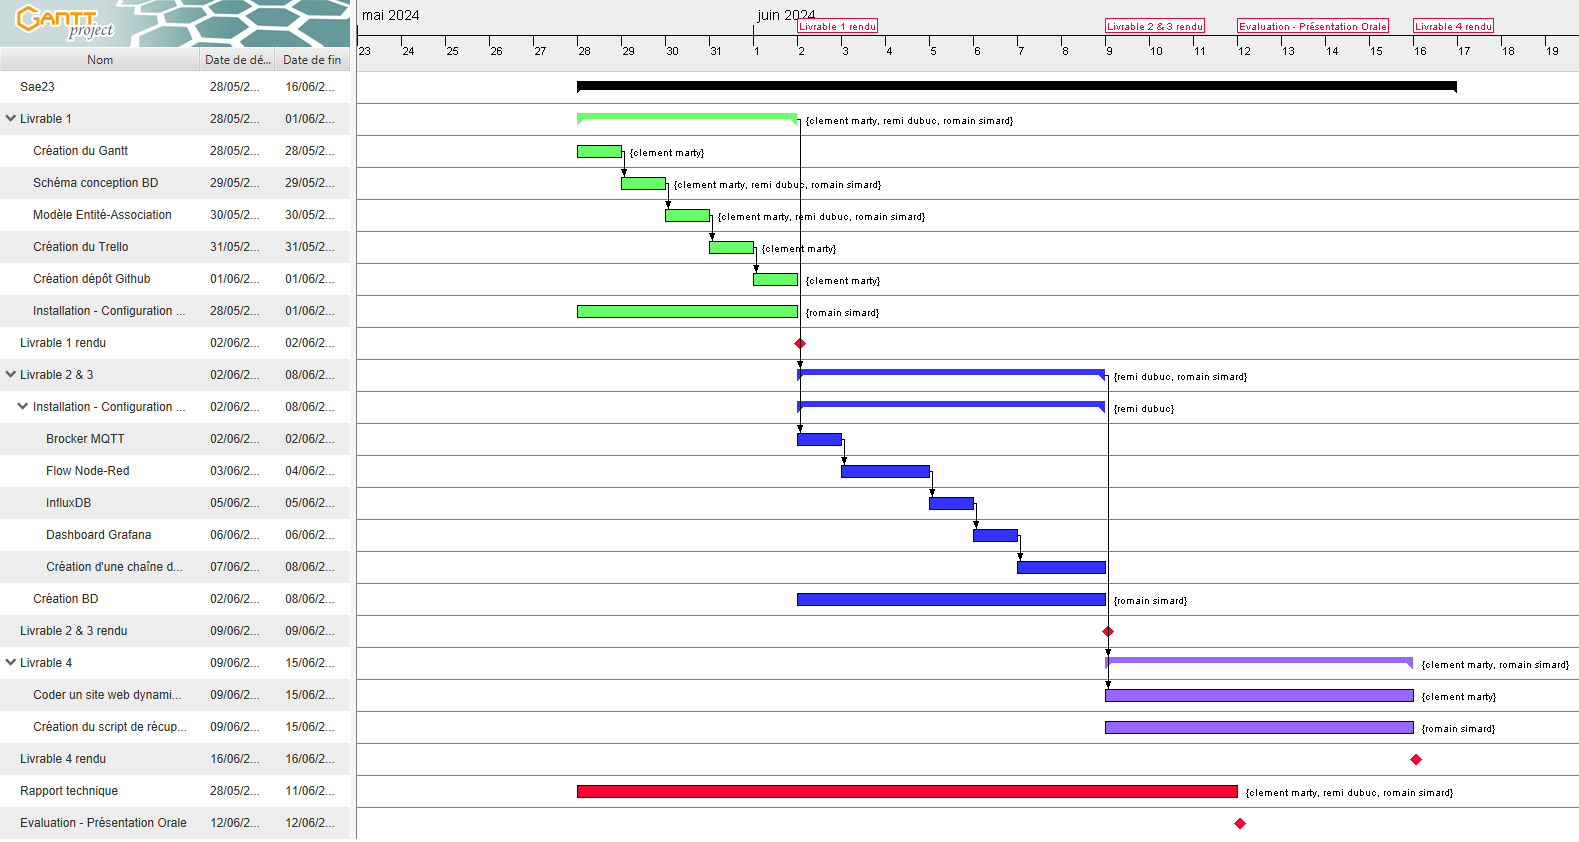 GANTT
project
mai 2024
juin 2024
Livrable 1 rendu
Livrable 2 & 3 rendu
Evaluation - Présentation Orale
Livrable 4 rendu
23 24 25 26 27 28 29 30 31 1 2 3 4 5 6 7 8 9 10 11 12 13 14 15 16 17 18 19
Nom Date de dé... Date de fin
Sae23 28/05/2... 16/06/2...
Livrable 1 28/05/2... 01/06/2... {clement marty, remi dubuc, romain simard}
Création du Gantt 28/05/2... 28/05/2... {clement marty}
Schéma conception BD 29/05/2... 29/05/2... {clement marty, remi dubuc, romain simard}
Modèle Entité-Association 30/05/2... 30/05/2... {clement marty, remi dubuc, romain simard}
Création du Trello 31/05/2... 31/05/2... {clement marty}
Création dépôt Github 01/06/2... 01/06/2... {clement marty}
Installation - Configuration ... 28/05/2... 01/06/2... {romain simard}
Livrable 1 rendu 02/06/2... 02/06/2...
Livrable 2 & 3 02/06/2... 08/06/2... {remi dubuc, romain simard}
Installation - Configuration ... 02/06/2... 08/06/2... {remi dubuc}
Brocker MQTT 02/06/2... 02/06/2...
Flow Node-Red 03/06/2... 04/06/2...
InfluxDB 05/06/2... 05/06/2...
Dashboard Grafana 06/06/2... 06/06/2...
Création d'une chaîne d... 07/06/2... 08/06/2...
Création BD 02/06/2... 08/06/2... {romain simard}
Livrable 2 & 3 rendu 09/06/2... 09/06/2...
Livrable 4 09/06/2... 15/06/2... {clement marty, romain simard}
Coder un site web dynami... 09/06/2... 15/06/2... {clement marty}
Création du script de récup... 09/06/2... 15/06/2... {romain simard}
Livrable 4 rendu 16/06/2... 16/06/2...
Rapport technique 28/05/2... 11/06/2... {clement marty, remi dubuc, romain simard}
Evaluation - Présentation Orale 12/06/2... 12/06/2...